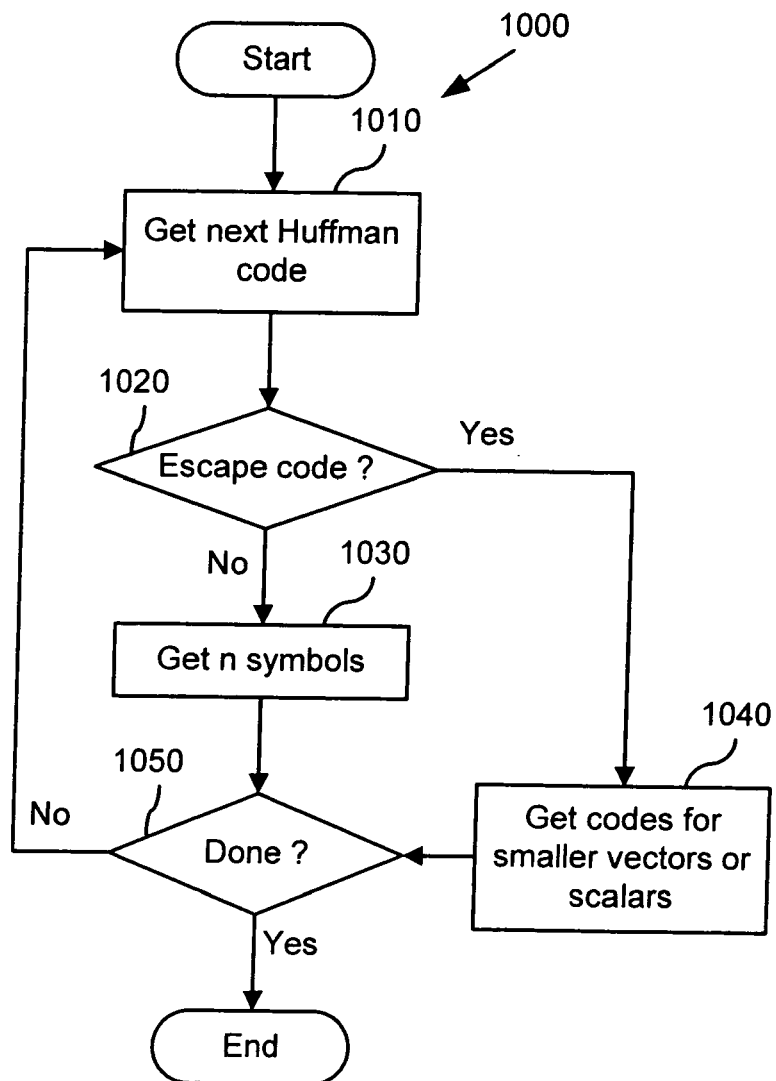 1000
Start
1010
Get next Huffman
code
1020
Yes
Escape code ?
No
1030
Get n symbols
1040
1050
No
Get codes for
smaller vectors or
scalars
Done ?
Yes
End